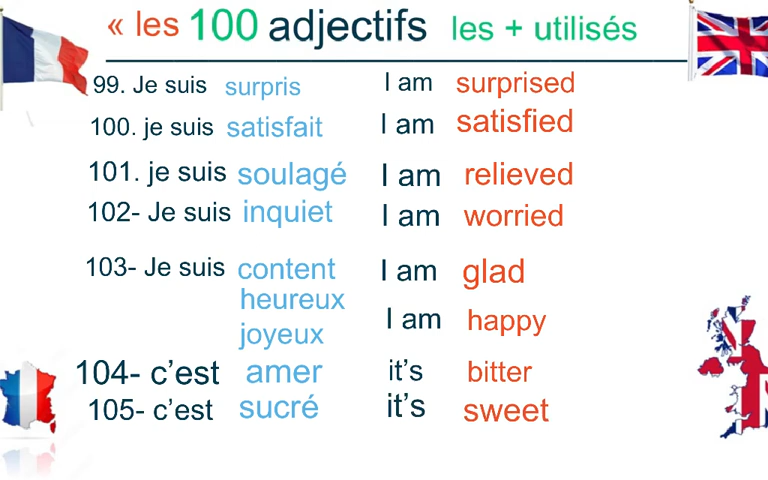 « les 100 adjectifs les + utilisés
99. Je suis surpris I am surprised
100. je suis satisfait I am satisfied
101. je suis soulagé I am relieved
102- Je suis inquiet I am worried
103- Je suis content I am glad
heureux
joyeux I am happy
104- c’est amer it’s bitter
105- c’est sucré it’s sweet